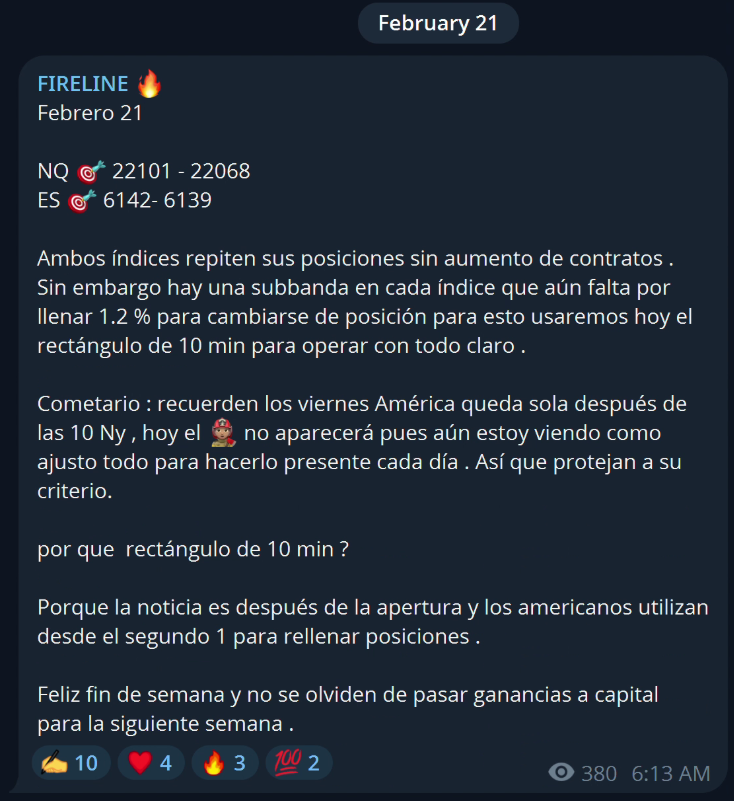 February 21
FIRELINE 🔥
Febrero 21
NQ 🎯 22101 - 22068
ES 🎯 6142- 6139
Ambos índices repiten sus posiciones sin aumento de contratos .
Sin embargo hay una subbanda en cada índice que aún falta por
llenar 1.2 % para cambiarse de posición para esto usaremos hoy el
rectángulo de 10 min para operar con todo claro .
Cometario : recuerden los viernes América queda sola después de
las 10 Ny , hoy el 👨🏽‍🚒 no aparecerá pues aún estoy viendo como
ajusto todo para hacerlo presente cada día . Así que protejan a su
criterio.
por que  rectángulo de 10 min ?
Porque la noticia es después de la apertura y los americanos utilizan
desde el segundo 1 para rellenar posiciones .
Feliz fin de semana y no se olviden de pasar ganancias a capital
para la siguiente semana .
✍️ 10 ❤️ 4 🔥 3 💯 2
380 6:13 AM